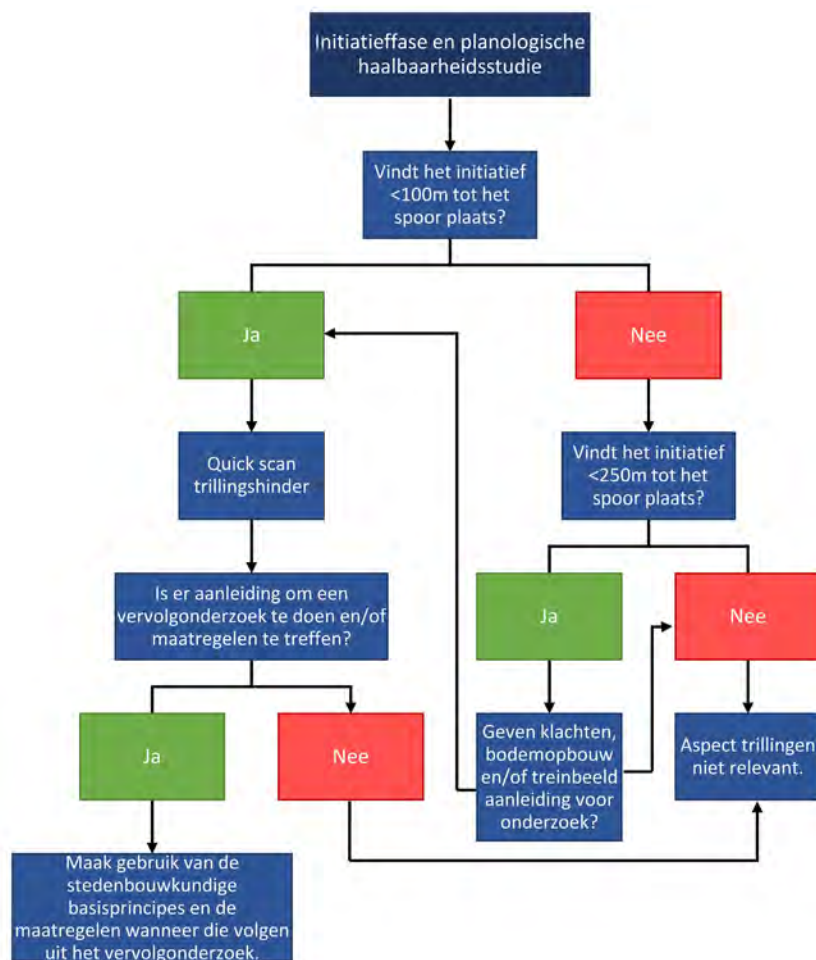 Initiatieffase en planologische
haalbaarheidsstudie
Vindt het initiatief
<100m tot het
spoor plaats?
Ja
Nee
Quick scan
trillingshinder
Vindt het initiatief
<250m tot het
spoor plaats?
Is er aanleiding om een
vervolgonderzoek te doen en/of
maatregelen te treffen?
Ja
Nee
Ja
Nee
Geven klachten,
bodemopbouw
en/of treinbeeld
aanleiding voor
onderzoek?
Aspect trillingen
niet relevant.
Maak gebruik van de
stedenbouwkundige
basisprincipes en de
maatregelen wanneer die volgen
uit het vervolgonderzoek.